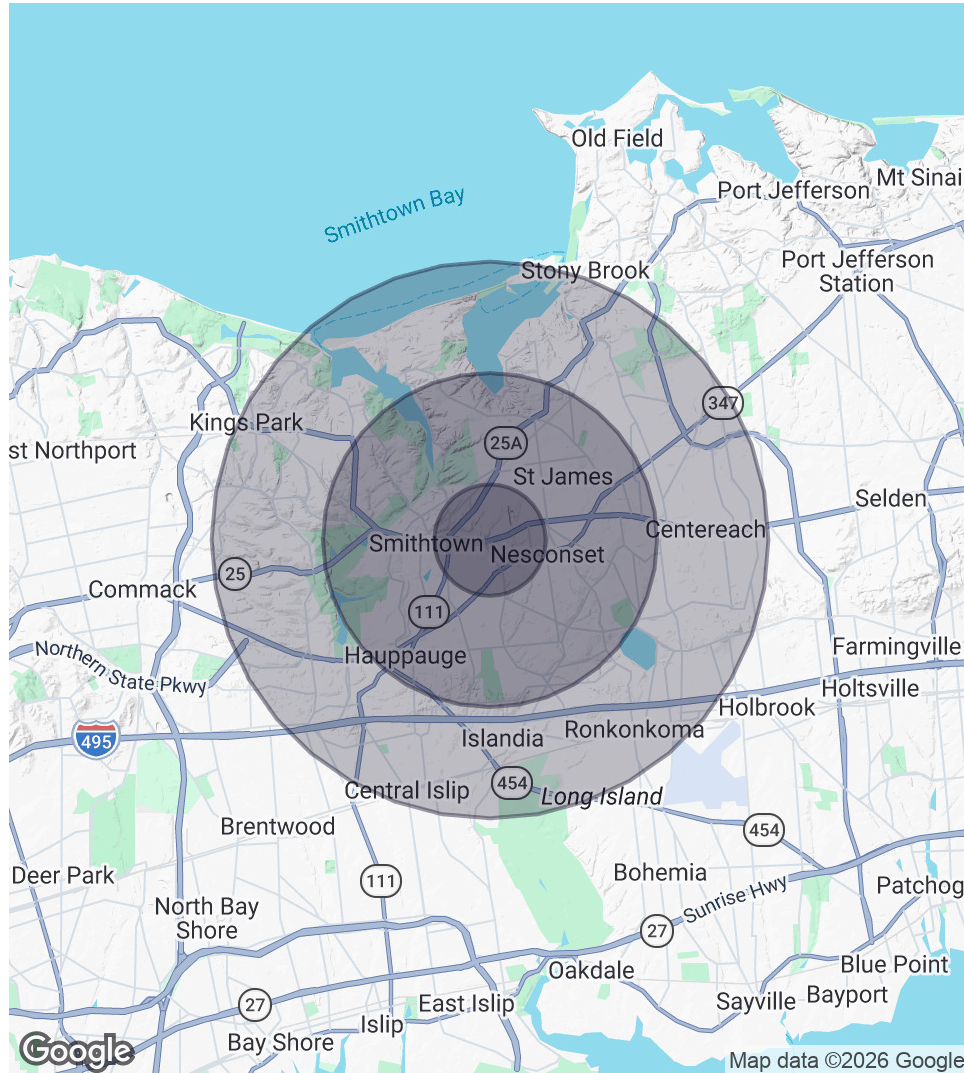 Old Field
Mt Sinai
Port Jefferson
Smithtown Bay
Port Jefferson
Station
Stony Brook
347
Kings Park
25A
st Northport
St James
Selden
Centereach
Smithtown
Nesconset
25
Commack
111
Northern State Pkwy
Hauppauge
Farmingville
Holtsville
Holbrook
495
Islandia
Ronkonkoma
454
Central Islip
Long Island
Brentwood
454
Deer Park
Bohemia
111
Patchog
Sunrise Hwy
North Bay
Shore
27
Oakdale
Blue Point
Sayville
Bayport
27
East Islip
Islip
Bay Shore
Google
Map data ©2026 Google